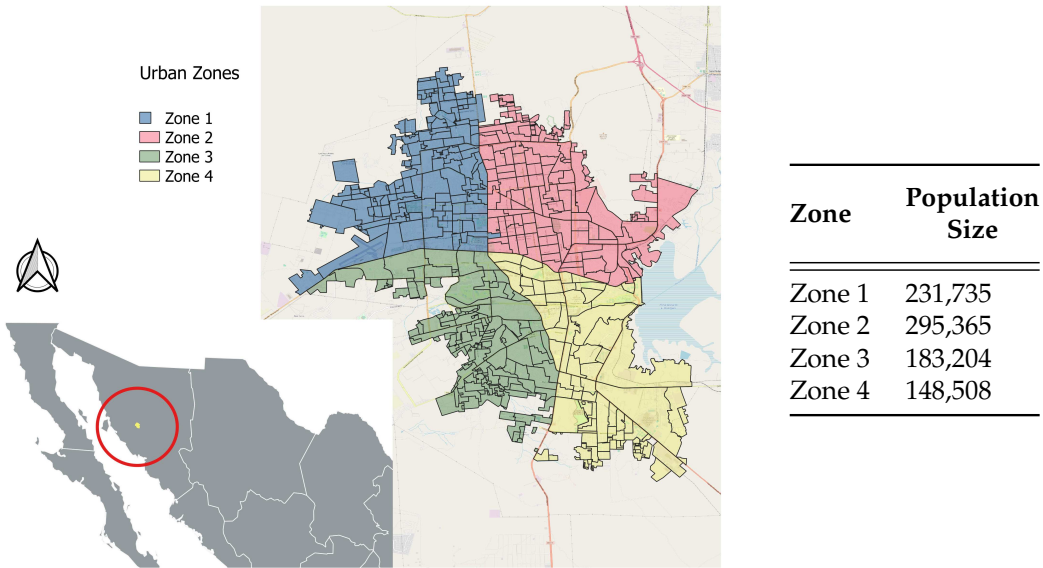 Urban Zones
Zone 1
Zone 2
Zone 3
Zone 4
Zone Population Size
Zone 1 231,735
Zone 2 295,365
Zone 3 183,204
Zone 4 148,508